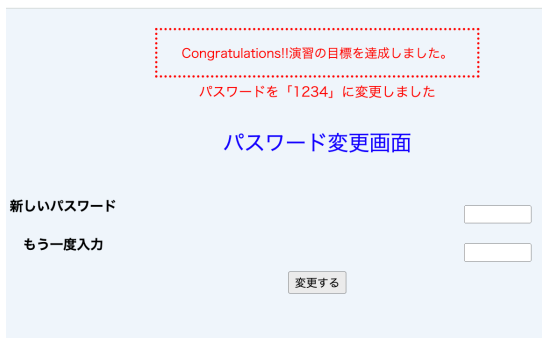 Congratulations!!演習の目標を達成しました。
パスワードを「1234」に変更しました
パスワード変更画面
新しいパスワード
もう一度入力
変更する